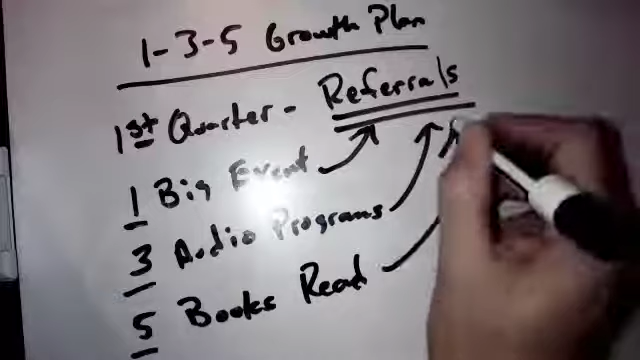 1-3-5 Growth Plan
1st Quarter - Referrals
1 Big Event
3 Audio Programs
5 Books Read